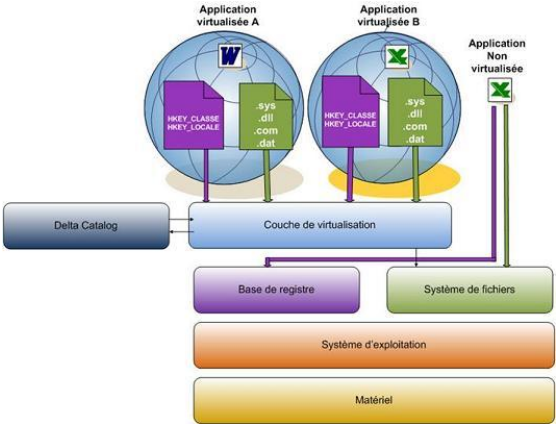 Application
virtualisée A
Application
virtualisée B
Application
Non
virtualisée
W
X
X
HKEY_CLASSE
HKEY_LOCALE
.sys
.dll
.com
.dat
HKEY_CLASSE
HKEY_LOCALE
.sys
.dll
.com
.dat
Delta Catalog
Couche de virtualisation
Base de registre
Système de fichiers
Système d'exploitation
Matériel